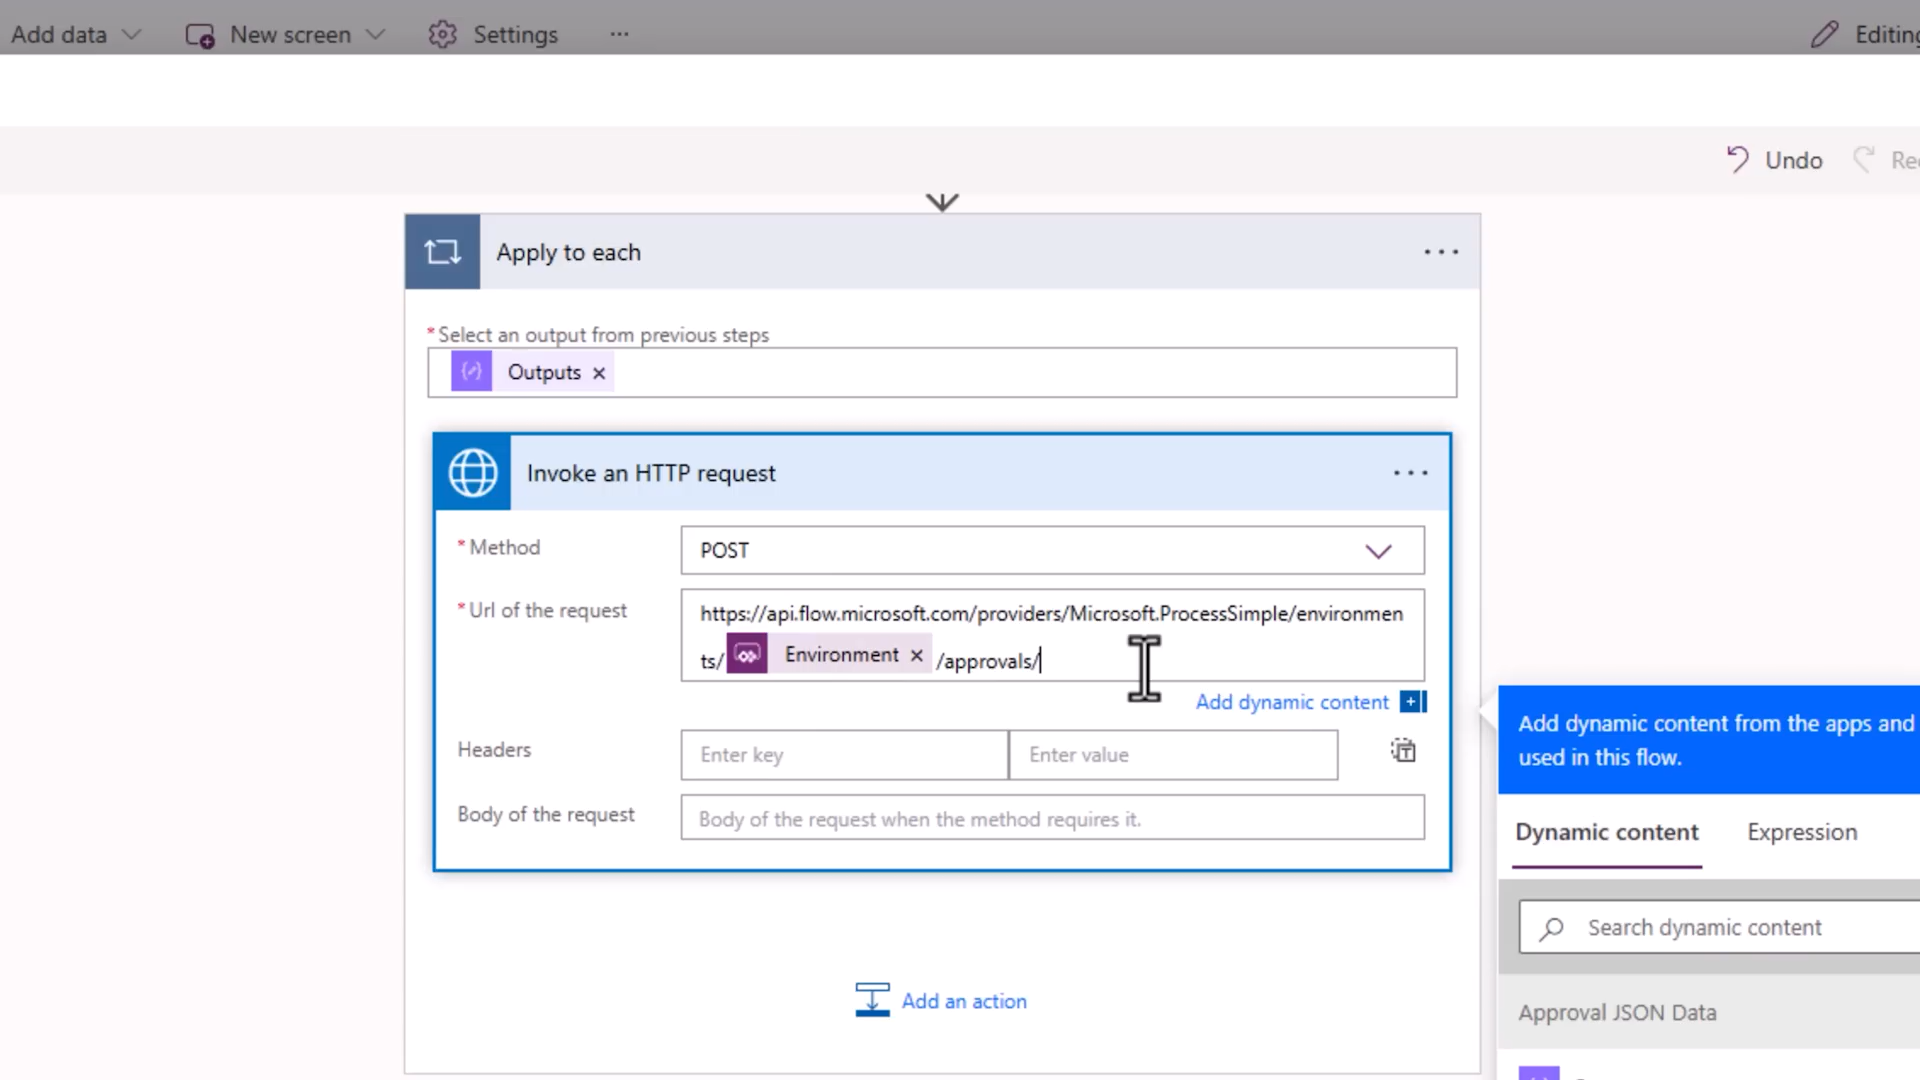 Add data
New screen
Settings
...
Undo
Apply to each
...
*Select an output from previous steps
Outputs ×
Invoke an HTTP request
...
*Method
POST
*Url of the request
https://api.flow.microsoft.com/providers/Microsoft.ProcessSimple/environmen
ts/ Environment × /approvals/
Add dynamic content +
Headers
Enter key
Enter value
Body of the request
Body of the request when the method requires it.
Add an action
Add dynamic content from the apps and
used in this flow.
Dynamic content
Expression
Search dynamic content
Approval JSON Data